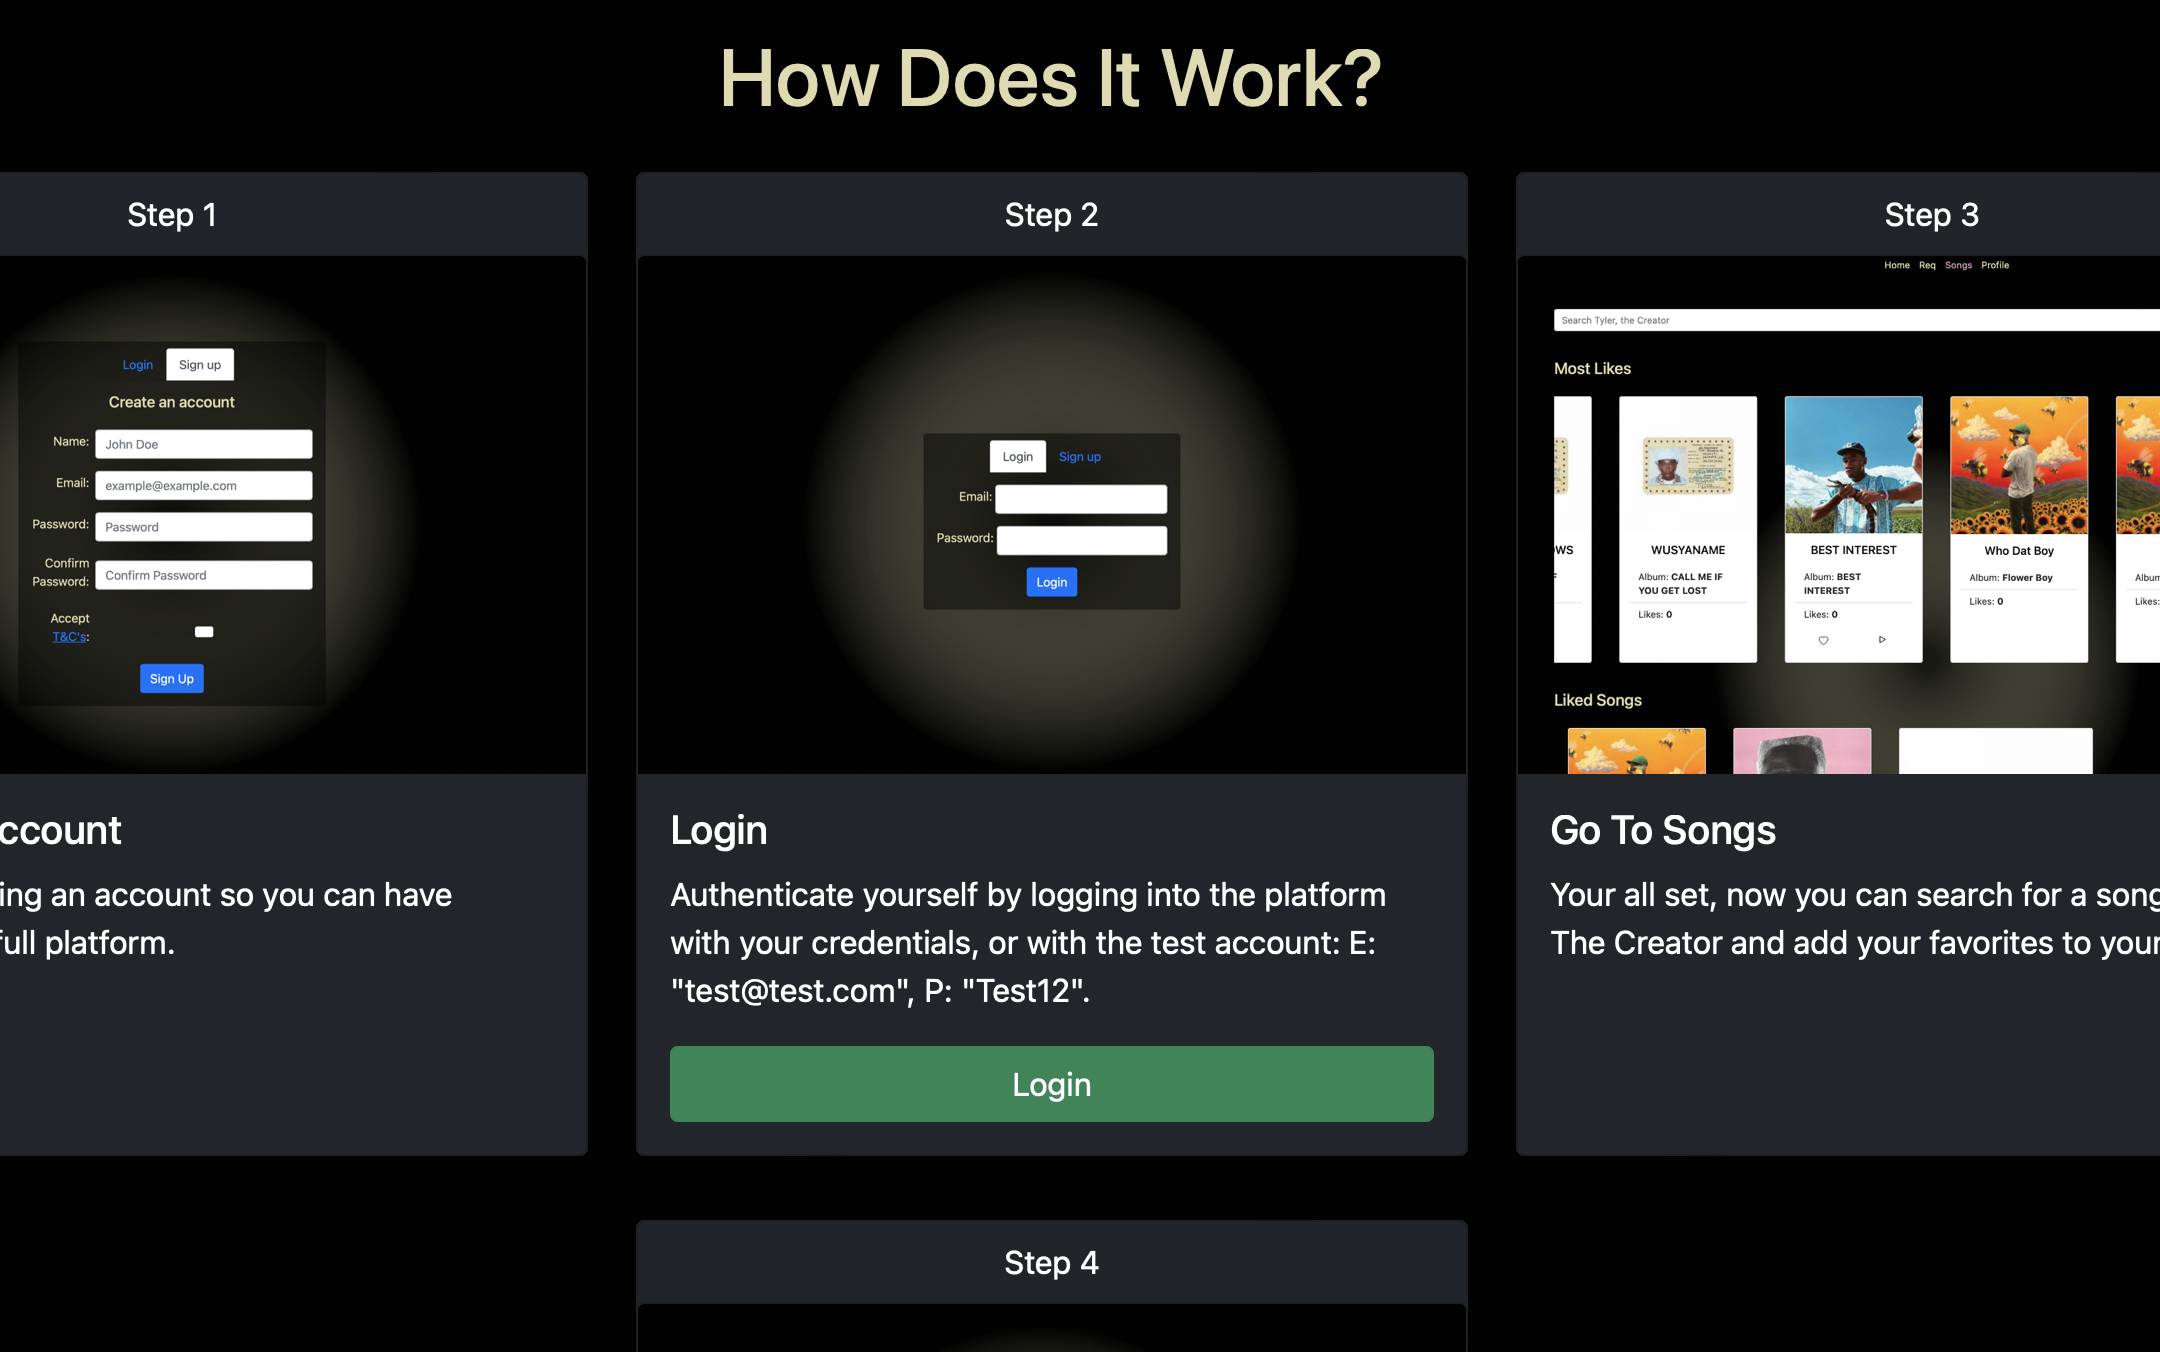 How Does It Work?
Step 1
Login
Sign up
Create an account
Name:
John Doe
Email:
example@example.com
Password:
Password
Confirm
Password:
Confirm Password
Accept
T&C's:
Sign Up
ing an account so you can have
full platform.
Step 2
Login
Sign up
Email:
Password:
Login
Login
Authenticate yourself by logging into the platform
with your credentials, or with the test account: E:
"test@test.com", P: "Test12".
Login
Step 3
Home Req Songs Profile
Search Tyler, the Creator
Most Likes
WUSYANAME
Album: CALL ME IF
YOU GET LOST
Likes: 0
BEST INTEREST
Album: BEST
INTEREST
Likes: 0
Who Dat Boy
Album: Flower Boy
Likes: 0
Likes:
Liked Songs
Go To Songs
Your all set, now you can search for a song
The Creator and add your favorites to your
Step 4